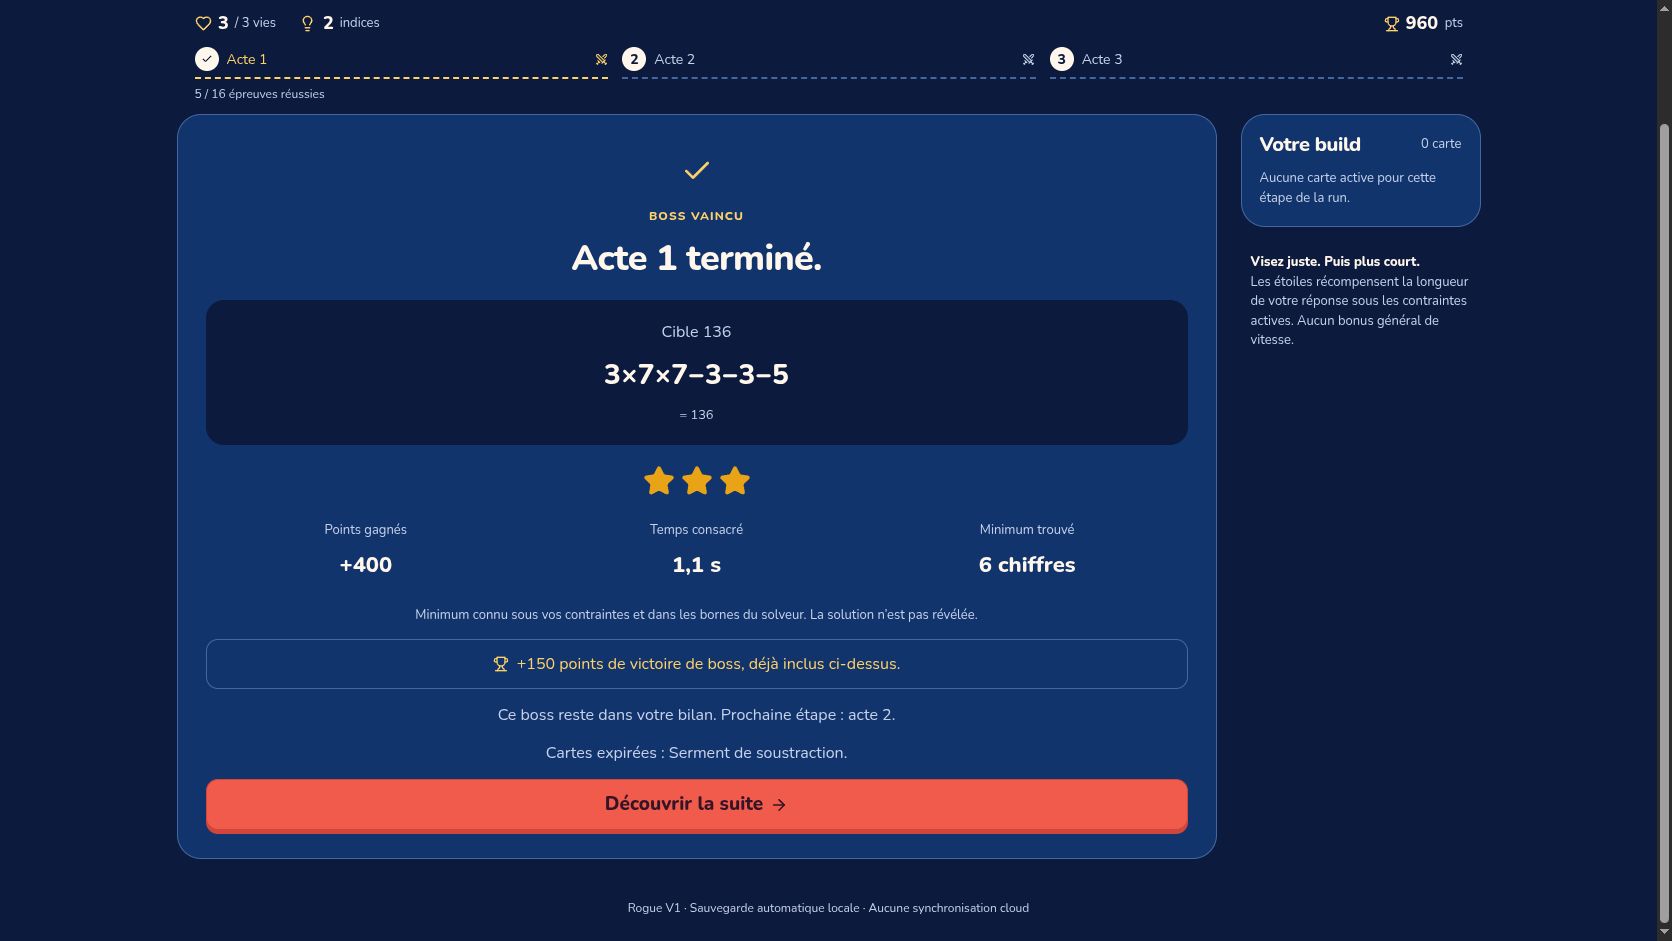 3 / 3 vies 2 indices 960 pts
Acte 1 2 Acte 2 3 Acte 3
5 / 16 épreuves réussies
BOSS VAINCU
Acte 1 terminé.
Cible 136
3×7×7−3−3−5
= 136
Points gagnés Temps consacré Minimum trouvé
+400 1,1 s 6 chiffres
Minimum connu sous vos contraintes et dans les bornes du solveur. La solution n'est pas révélée.
+150 points de victoire de boss, déjà inclus ci-dessus.
Ce boss reste dans votre bilan. Prochaine étape : acte 2.
Cartes expirées : Serment de soustraction.
Découvrir la suite →
Votre build 0 carte
Aucune carte active pour cette
étape de la run.
Visez juste. Puis plus court.
Les étoiles récompensent la longueur
de votre réponse sous les contraintes
actives. Aucun bonus général de
vitesse.
Rogue V1 · Sauvegarde automatique locale · Aucune synchronisation cloud